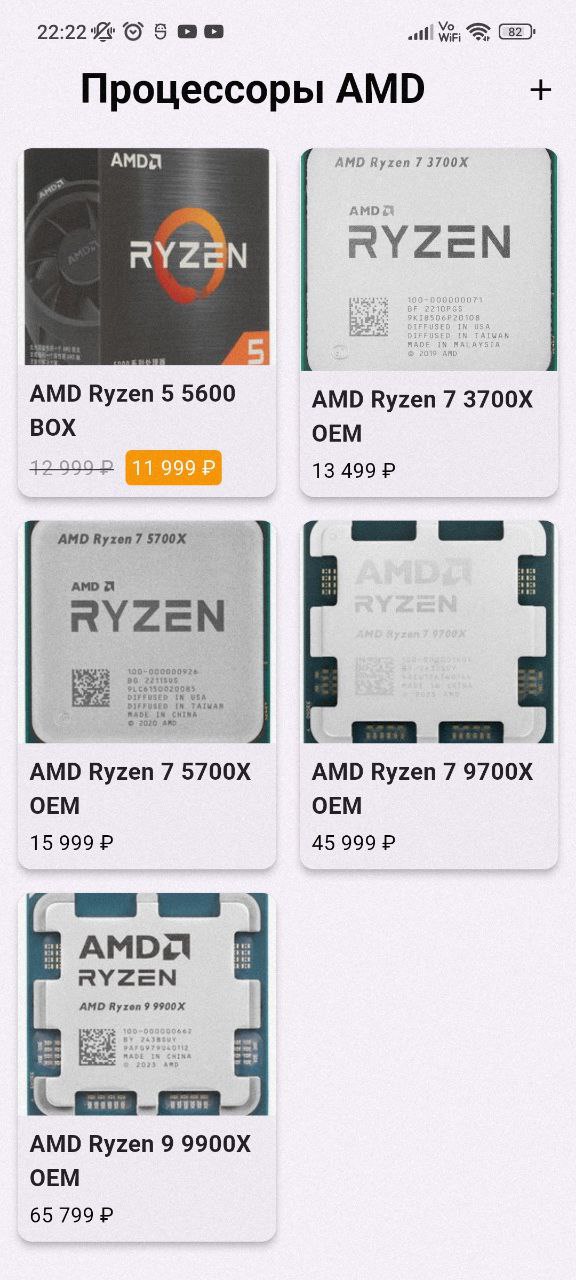 22:22
Vo
WiFi
82
Процессоры AMD
+
AMD
RYZEN
5
AMD Ryzen 5 5600
BOX
12 999 ₽ 11 999 ₽
AMD Ryzen 7 3700X
AMD
RYZEN
100-000000071
BF 2210PGS
9KI8506P20108
DIFFUSED IN USA
DIFFUSED IN TAIWAN
MADE IN MALAYSIA
© 2019 AMD
AMD Ryzen 7 3700X
OEM
13 499 ₽
AMD Ryzen 7 5700X
AMD
RYZEN
100-000000926
BG 2211SUS
9LC6150020085
DIFFUSED IN USA
DIFFUSED IN TAIWAN
MADE IN CHINA
© 2020 AMD
AMD Ryzen 7 5700X
OEM
15 999 ₽
AMD
RYZEN
AMD Ryzen 7 9700X
AMD Ryzen 7 9700X
OEM
45 999 ₽
AMD
RYZEN
AMD Ryzen 9 9900X
100-000000662
BY 2438SUY
9AFG979U40112
MADE IN CHINA
© 2023 AMD
AMD Ryzen 9 9900X
OEM
65 799 ₽